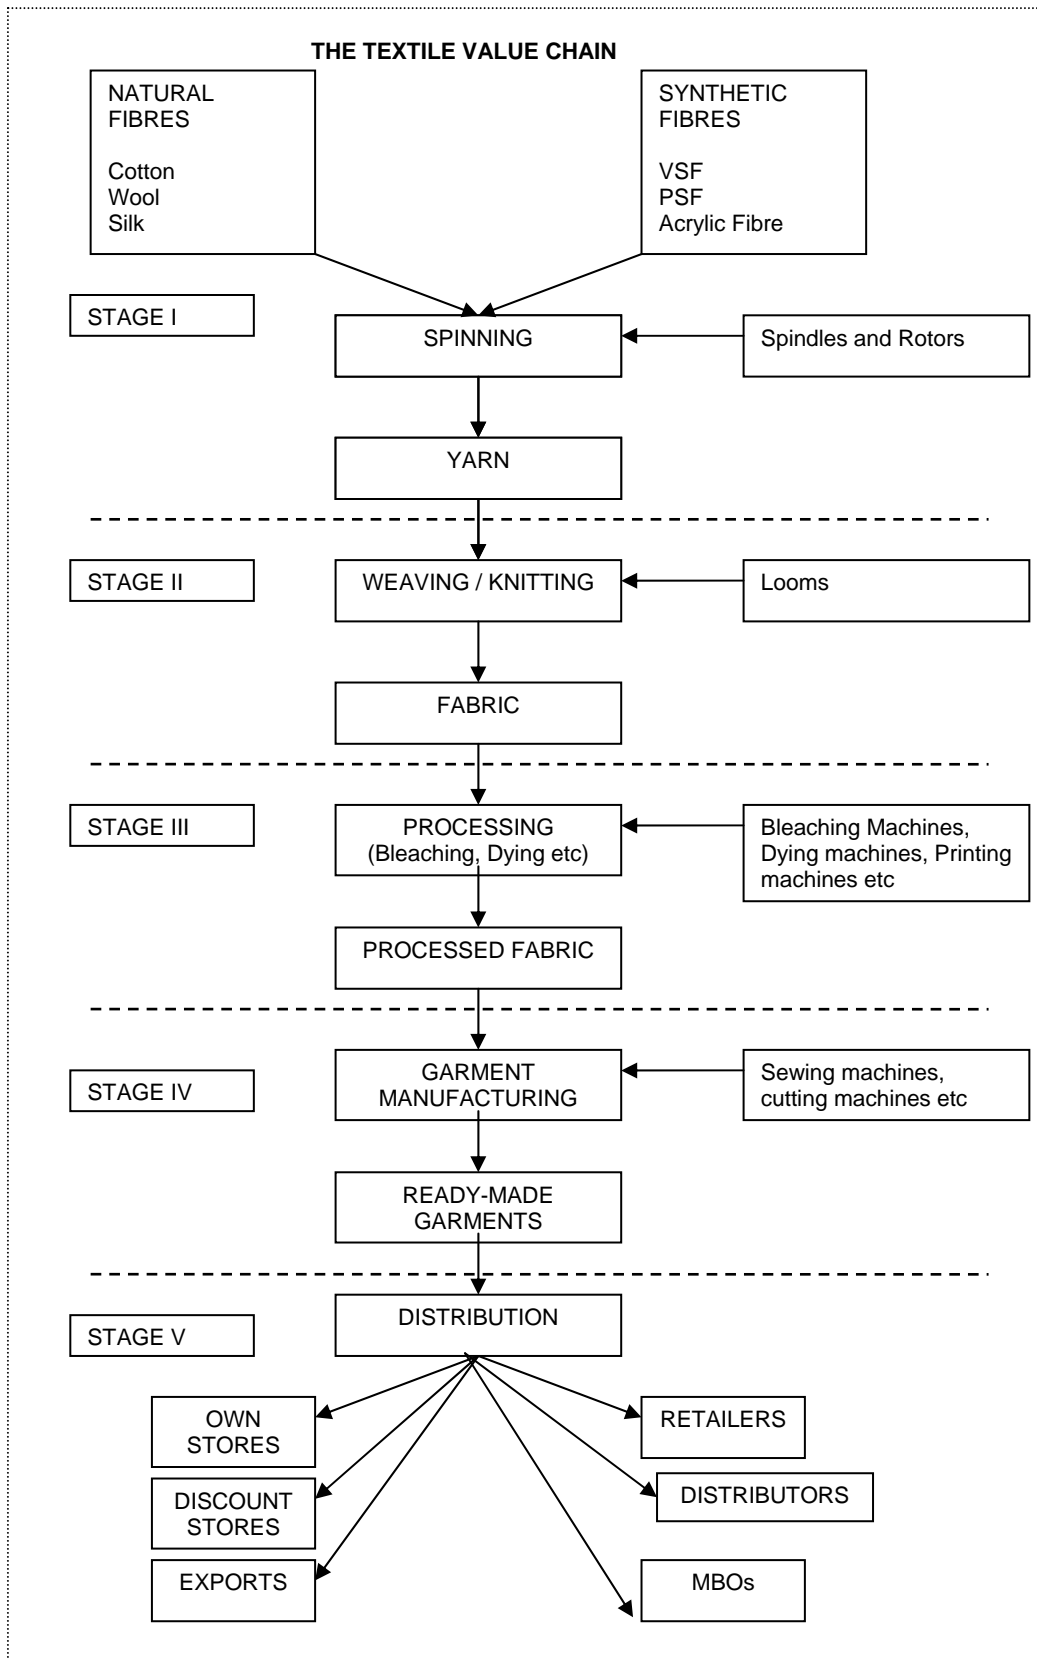 THE TEXTILE VALUE CHAIN
NATURAL
FIBRES
Cotton
Wool
Silk
SYNTHETIC
FIBRES
VSF
PSF
Acrylic Fibre
STAGE I
SPINNING
Spindles and Rotors
YARN
STAGE II
WEAVING / KNITTING
Looms
FABRIC
STAGE III
PROCESSING
(Bleaching, Dying etc)
Bleaching Machines,
Dying machines, Printing
machines etc
PROCESSED FABRIC
STAGE IV
GARMENT
MANUFACTURING
Sewing machines,
cutting machines etc
READY-MADE
GARMENTS
STAGE V
DISTRIBUTION
OWN
STORES
RETAILERS
DISCOUNT
STORES
DISTRIBUTORS
EXPORTS
MBOs